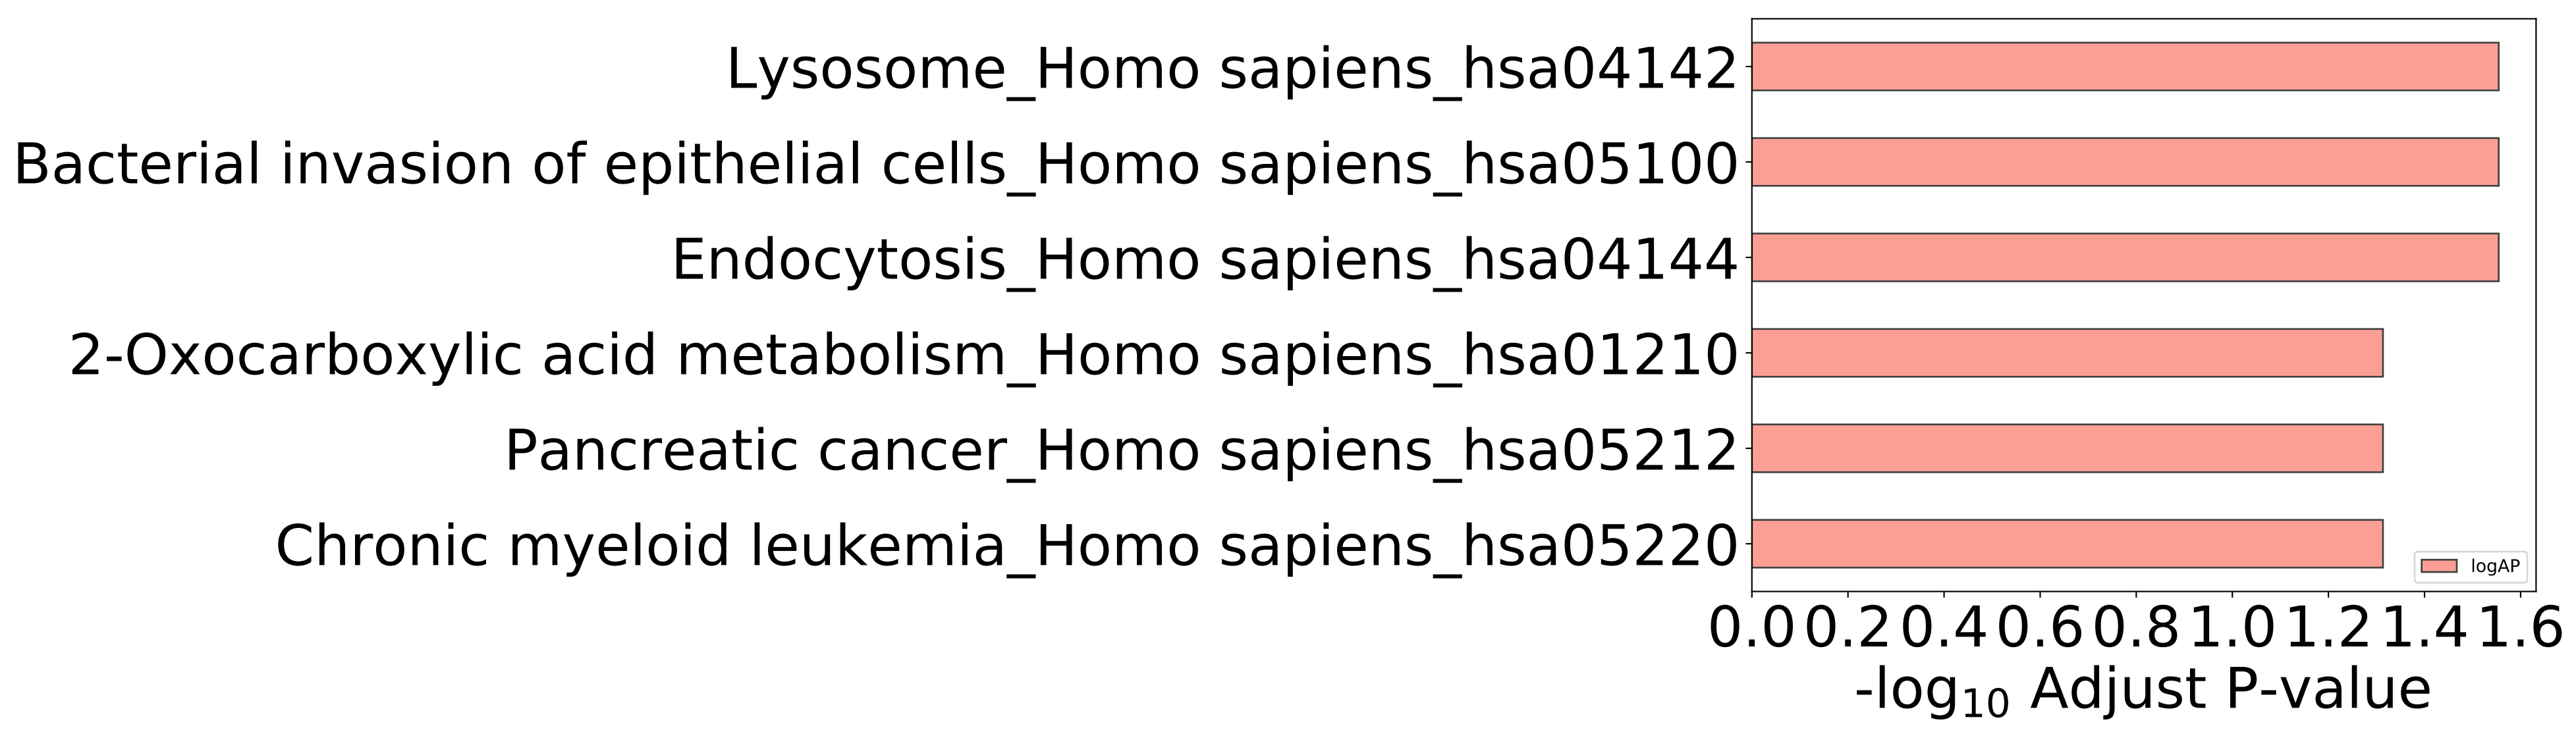 Lysosome_Homo sapiens_hsa04142
Bacterial invasion of epithelial cells_Homo sapiens_hsa05100
Endocytosis_Homo sapiens_hsa04144
2-Oxocarboxylic acid metabolism_Homo sapiens_hsa01210
Pancreatic cancer_Homo sapiens_hsa05212
Chronic myeloid leukemia_Homo sapiens_hsa05220
logAP
0.0 0.2 0.4 0.6 0.8 1.0 1.2 1.4 1.6
-log₁₀ Adjust P-value